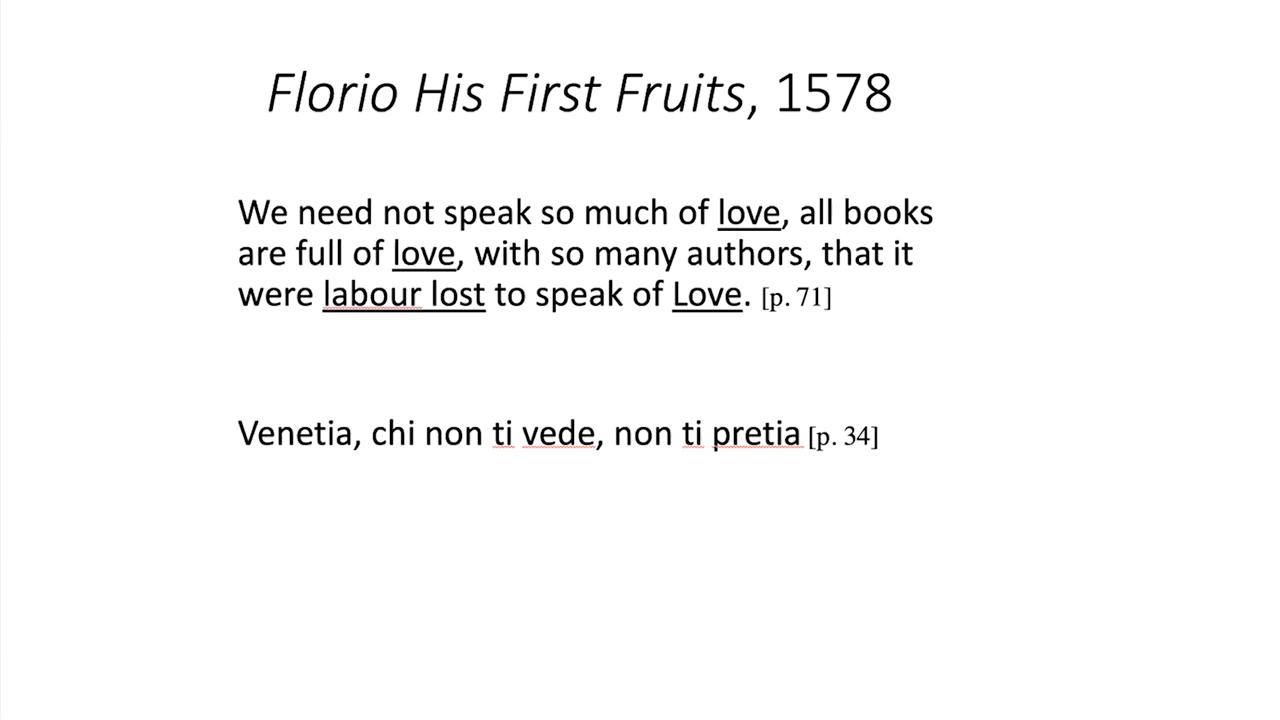 Florio His First Fruits, 1578
We need not speak so much of love, all books
are full of love, with so many authors, that it
were labour lost to speak of Love. [p. 71]
Venetia, chi non ti vede, non ti pretia [p. 34]